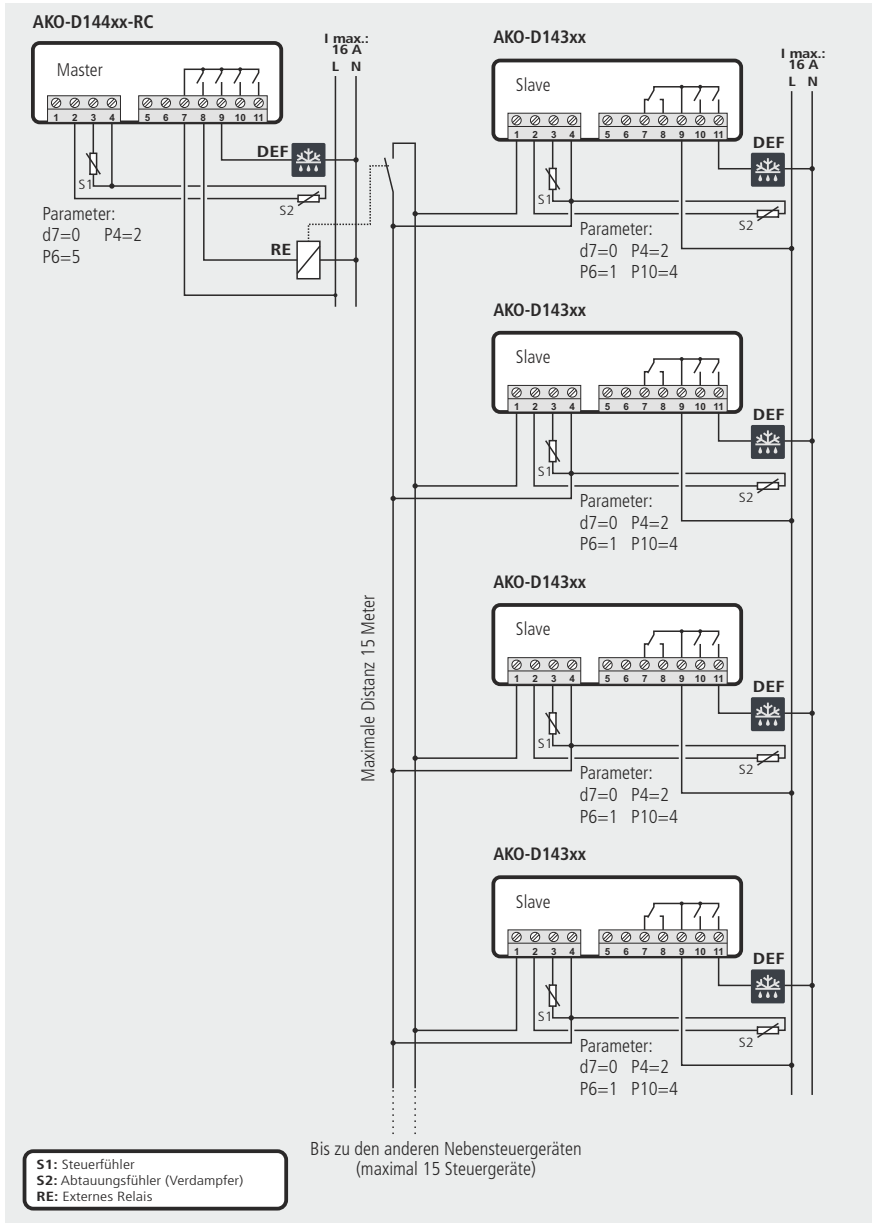 AKO-D144xx-RC
I max.:
16 A
L N
Master
1 2 3 4 5 6 7 8 9 10 11
DEF
S1
S2
Parameter:
d7=0 P4=2
P6=5
RE
AKO-D143xx
I max.:
16 A
L N
Slave
1 2 3 4 5 6 7 8 9 10 11
DEF
S1
S2
Parameter:
d7=0 P4=2
P6=1 P10=4
AKO-D143xx
Slave
1 2 3 4 5 6 7 8 9 10 11
DEF
S1
S2
Parameter:
d7=0 P4=2
P6=1 P10=4
Maximale Distanz 15 Meter
AKO-D143xx
Slave
1 2 3 4 5 6 7 8 9 10 11
DEF
S1
S2
Parameter:
d7=0 P4=2
P6=1 P10=4
AKO-D143xx
Slave
1 2 3 4 5 6 7 8 9 10 11
DEF
S1
S2
Parameter:
d7=0 P4=2
P6=1 P10=4
Bis zu den anderen Nebensteuergeräten
(maximal 15 Steuergeräte)
S1: Steuerfühler
S2: Abtauungsfühler (Verdampfer)
RE: Externes Relais